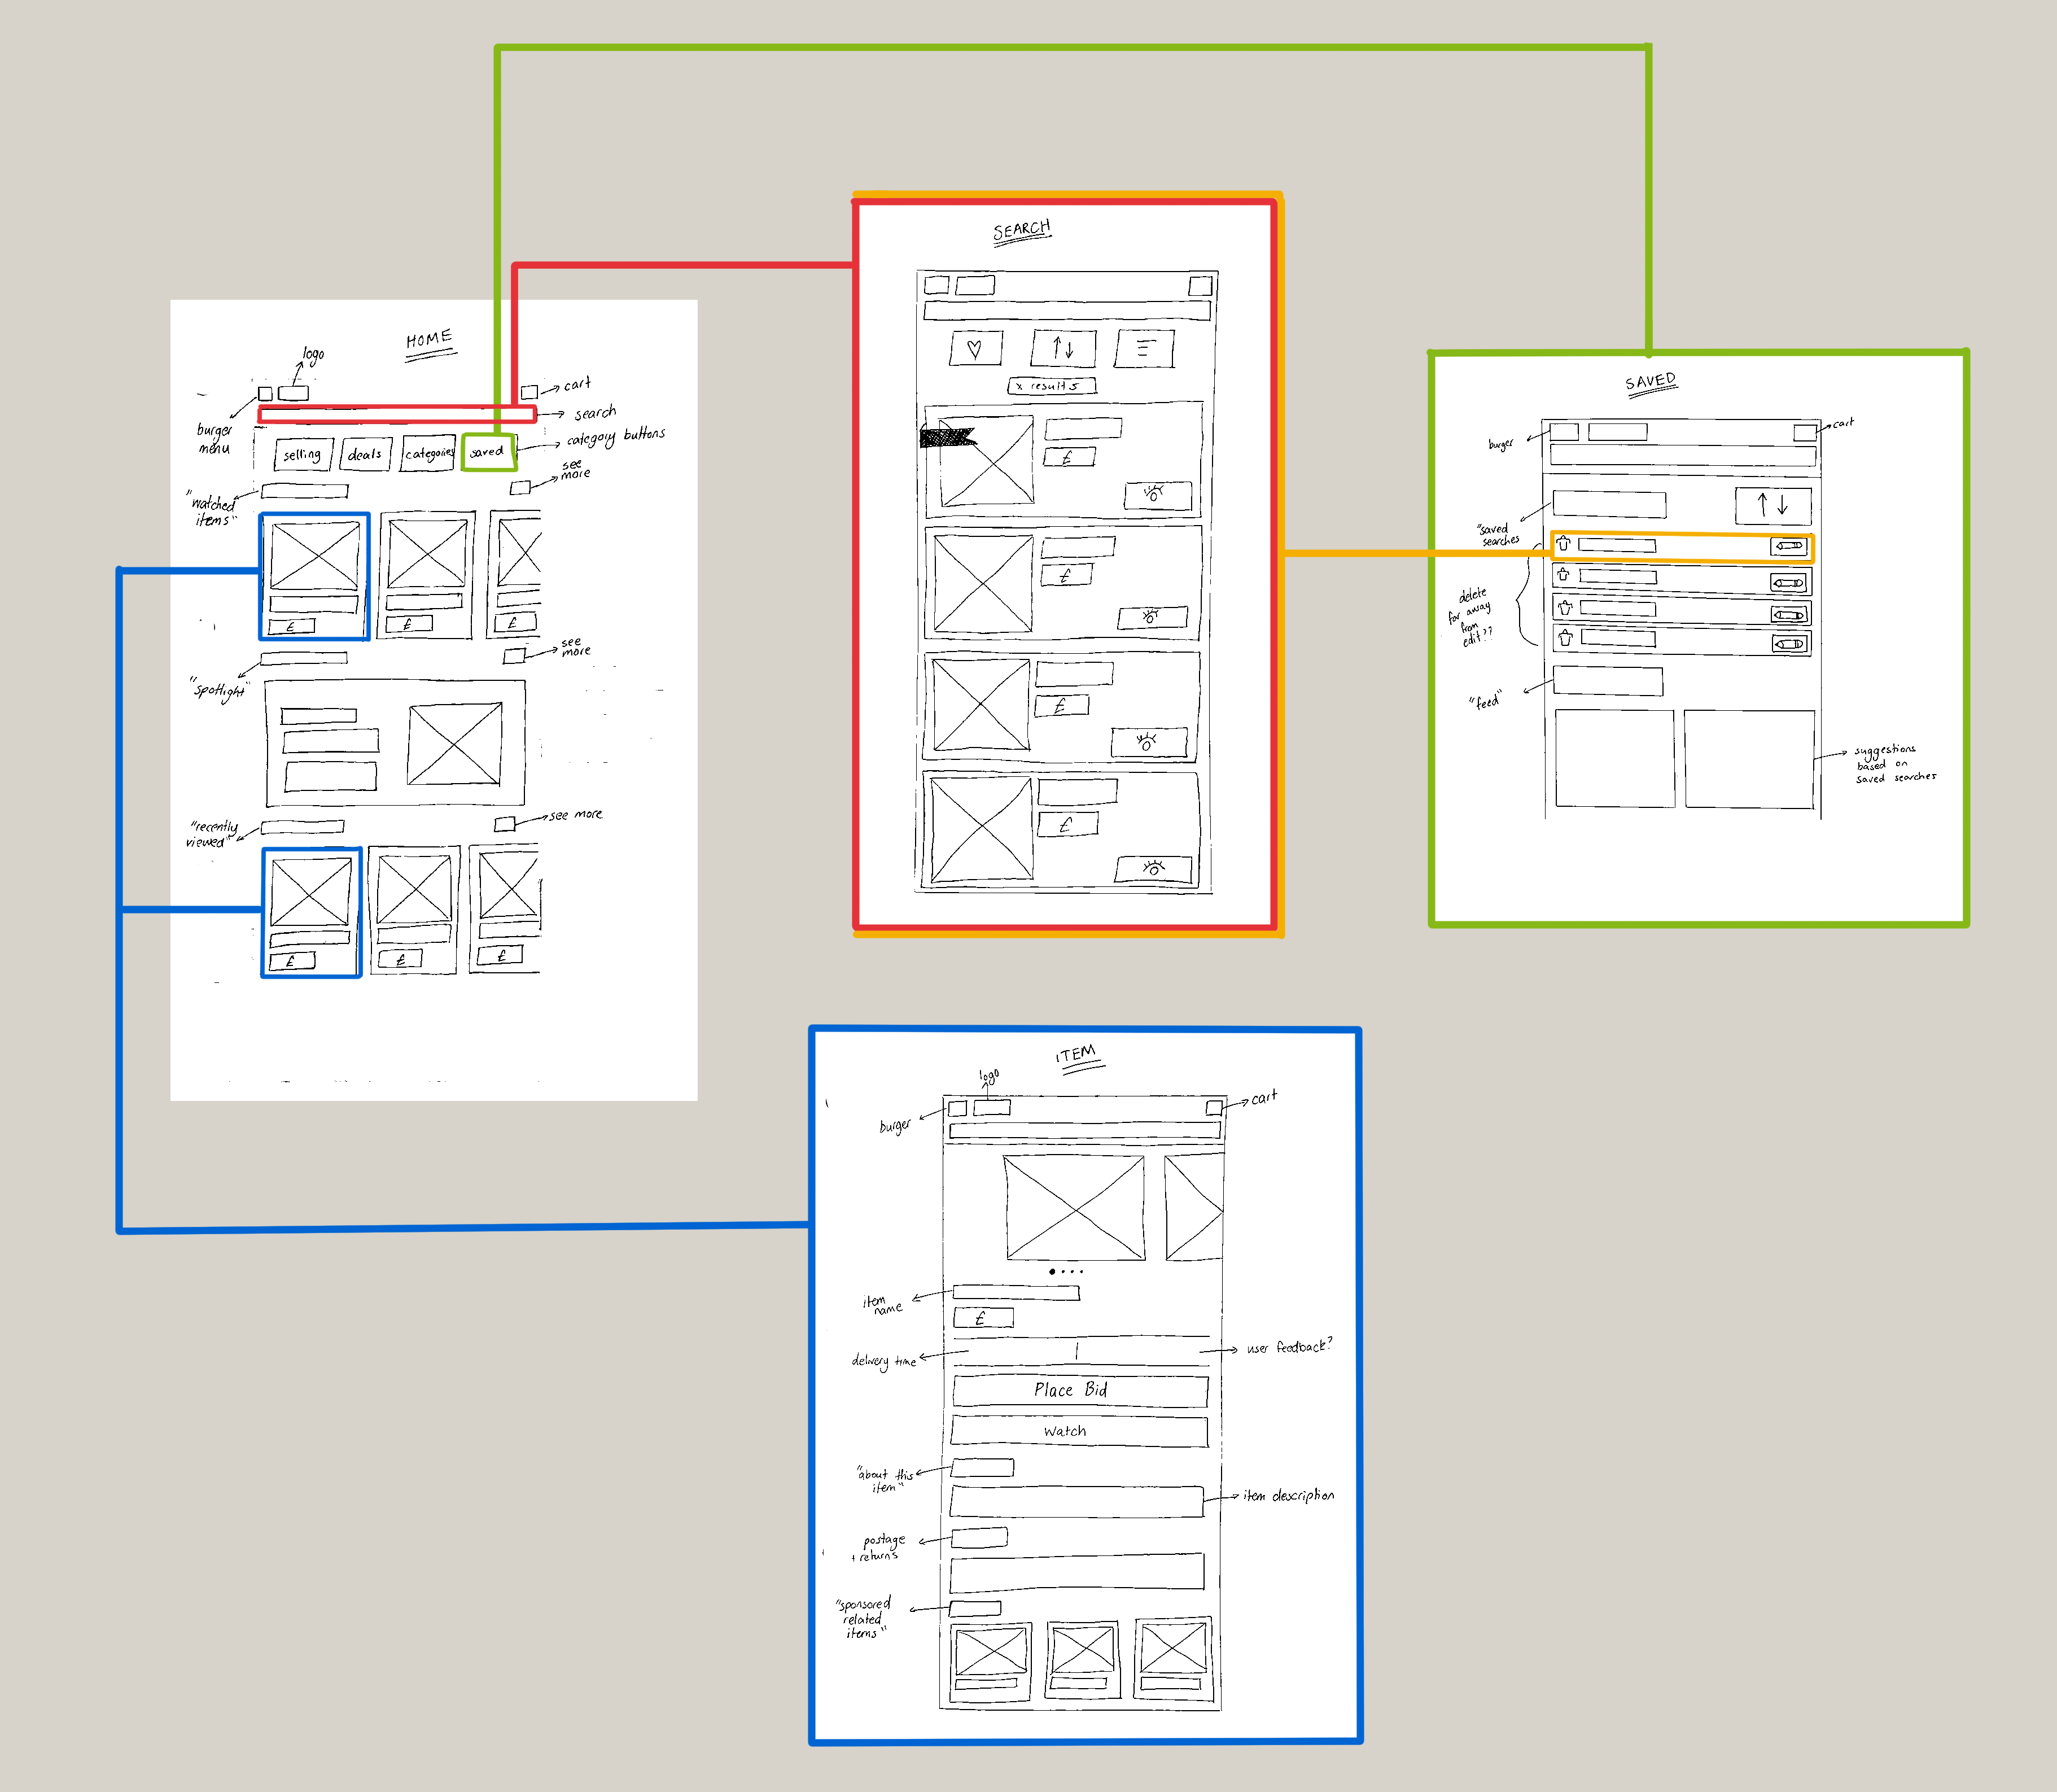 HOME
logo
cart
search
burger
menu
category buttons
selling
deals
categories
saved
see
more
"watched
items"
£
£
£
see
more
"spotlight"
see more
"recently
viewed"
£
£
£
SEARCH
x results
£
£
£
£
SAVED
burger
cart
"saved
searches
delete
far away
from
edit??
"feed"
suggestions
based on
saved searches
ITEM
logo
burger
cart
item
name
£
delivery time
user feedback?
Place Bid
Watch
"about this
item"
item description
postage
+ returns
"sponsored
related
items"